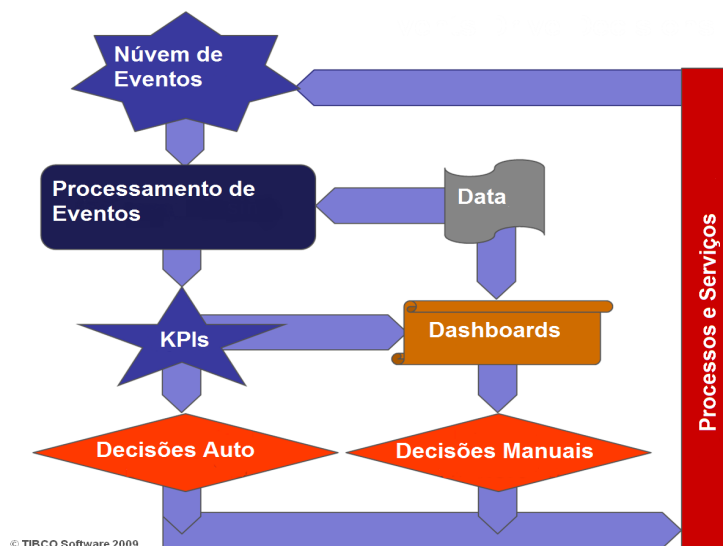 Núvem de
Eventos
Processamento de
Eventos
Data
KPIs
Dashboards
Decisões Auto
Decisões Manuais
Processos e Serviços
© TIBCO Software 2009